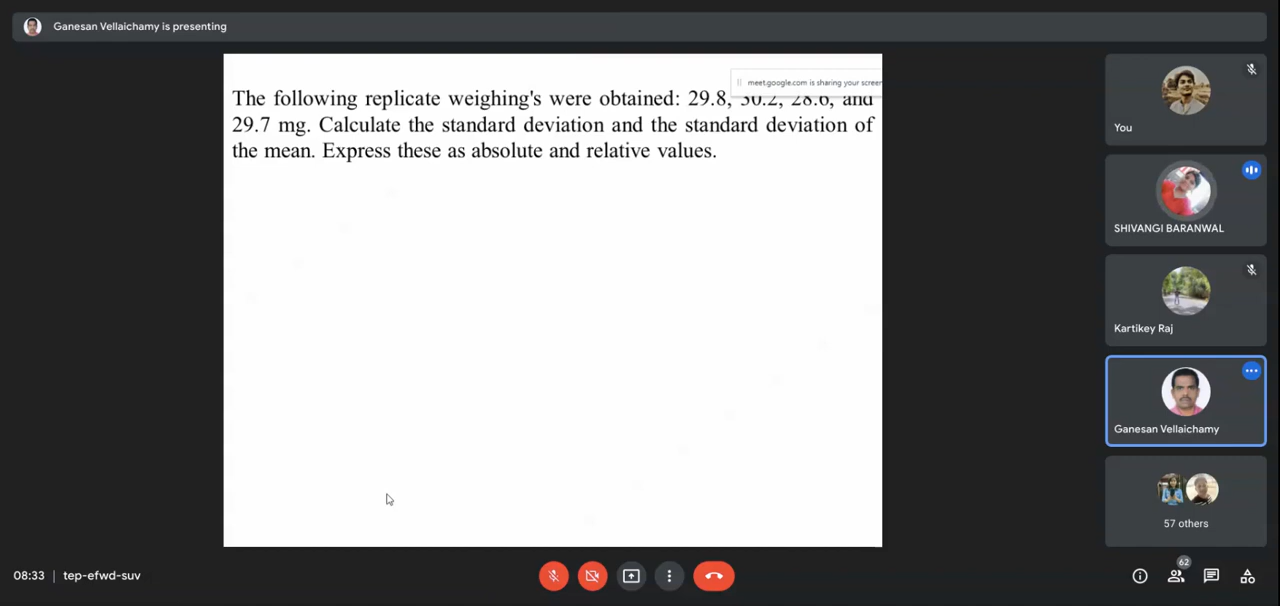 Ganesan Vellaichamy is presenting
meet.google.com is sharing your screen
The following replicate weighing's were obtained: 29.8, 30.2, 28.6, and
29.7 mg. Calculate the standard deviation and the standard deviation of
the mean. Express these as absolute and relative values.
You
SHIVANGI BARANWAL
Kartikey Raj
Ganesan Vellaichamy
57 others
08:33 | tep-efwd-suv
62